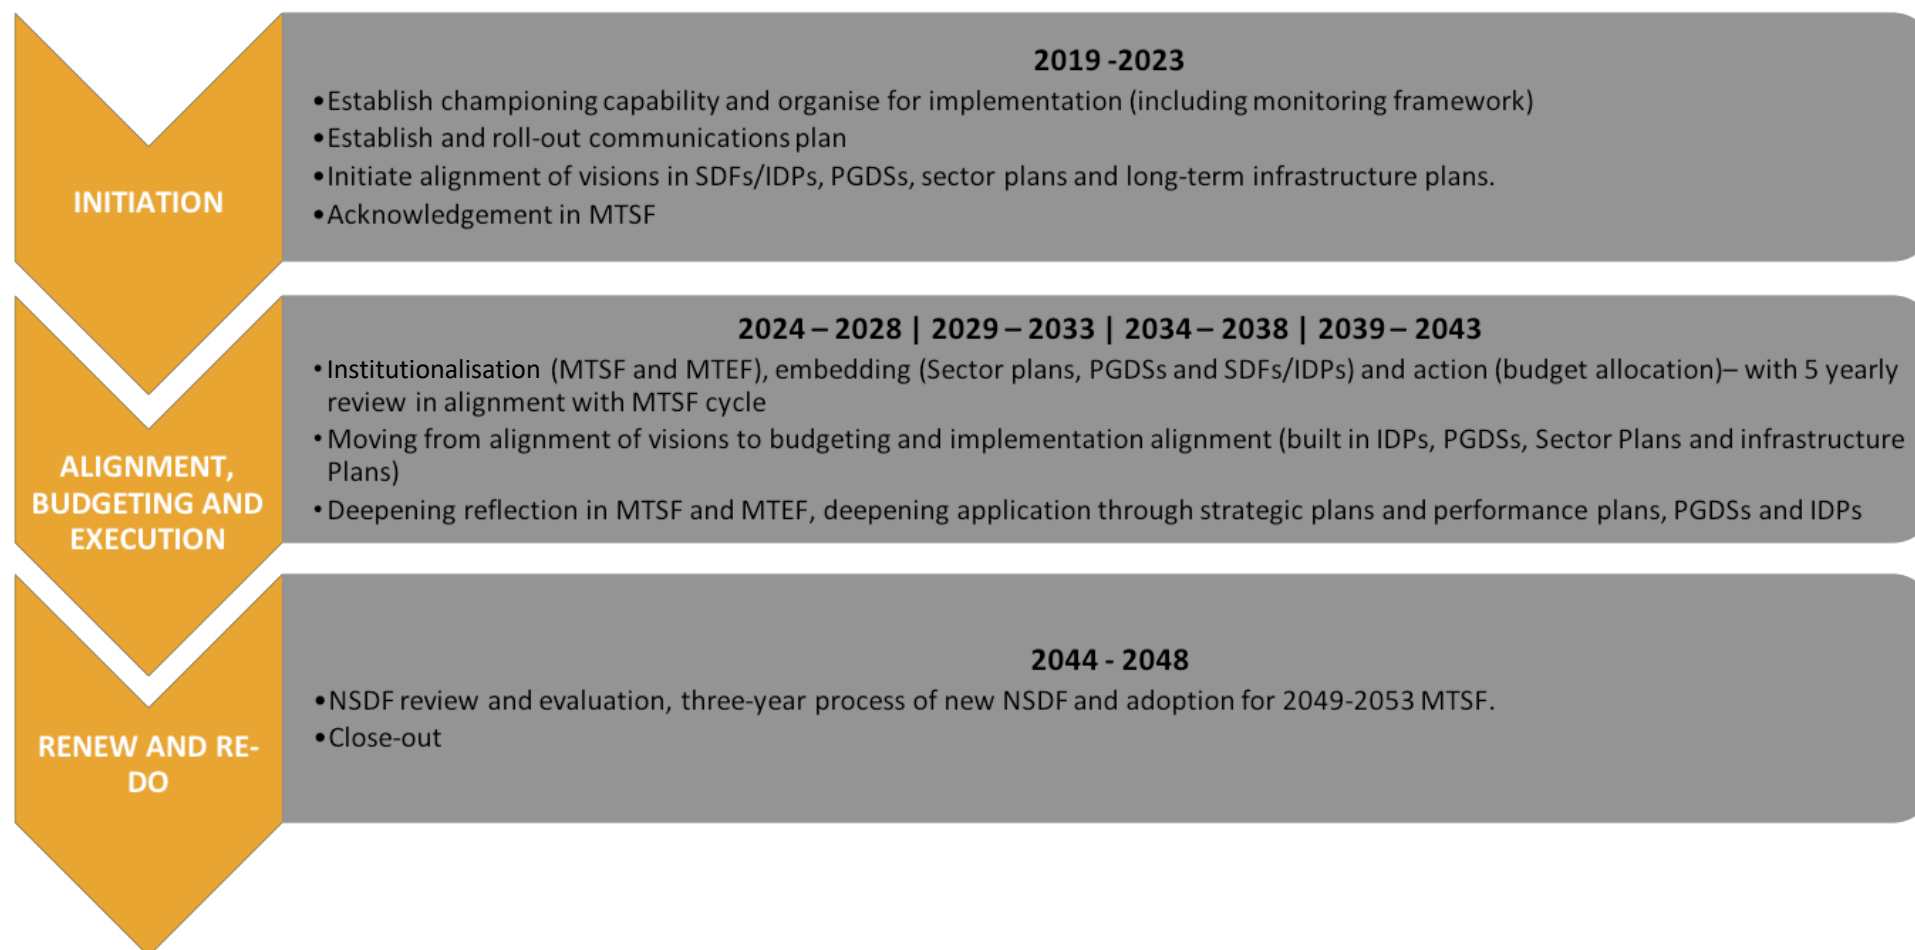 INITIATION
2019 -2023
•Establish championing capability and organise for implementation (including monitoring framework)
•Establish and roll-out communications plan
•Initiate alignment of visions in SDFs/IDPs, PGDSs, sector plans and long-term infrastructure plans.
•Acknowledgement in MTSF
ALIGNMENT,
BUDGETING AND
EXECUTION
2024 – 2028 | 2029 – 2033 | 2034 – 2038 | 2039 – 2043
•Institutionalisation (MTSF and MTEF), embedding (Sector plans, PGDSs and SDFs/IDPs) and action (budget allocation)– with 5 yearly
review in alignment with MTSF cycle
•Moving from alignment of visions to budgeting and implementation alignment (built in IDPs, PGDSs, Sector Plans and infrastructure
Plans)
•Deepening reflection in MTSF and MTEF, deepening application through strategic plans and performance plans, PGDSs and IDPs
RENEW AND RE-
DO
2044 - 2048
•NSDF review and evaluation, three-year process of new NSDF and adoption for 2049-2053 MTSF.
•Close-out